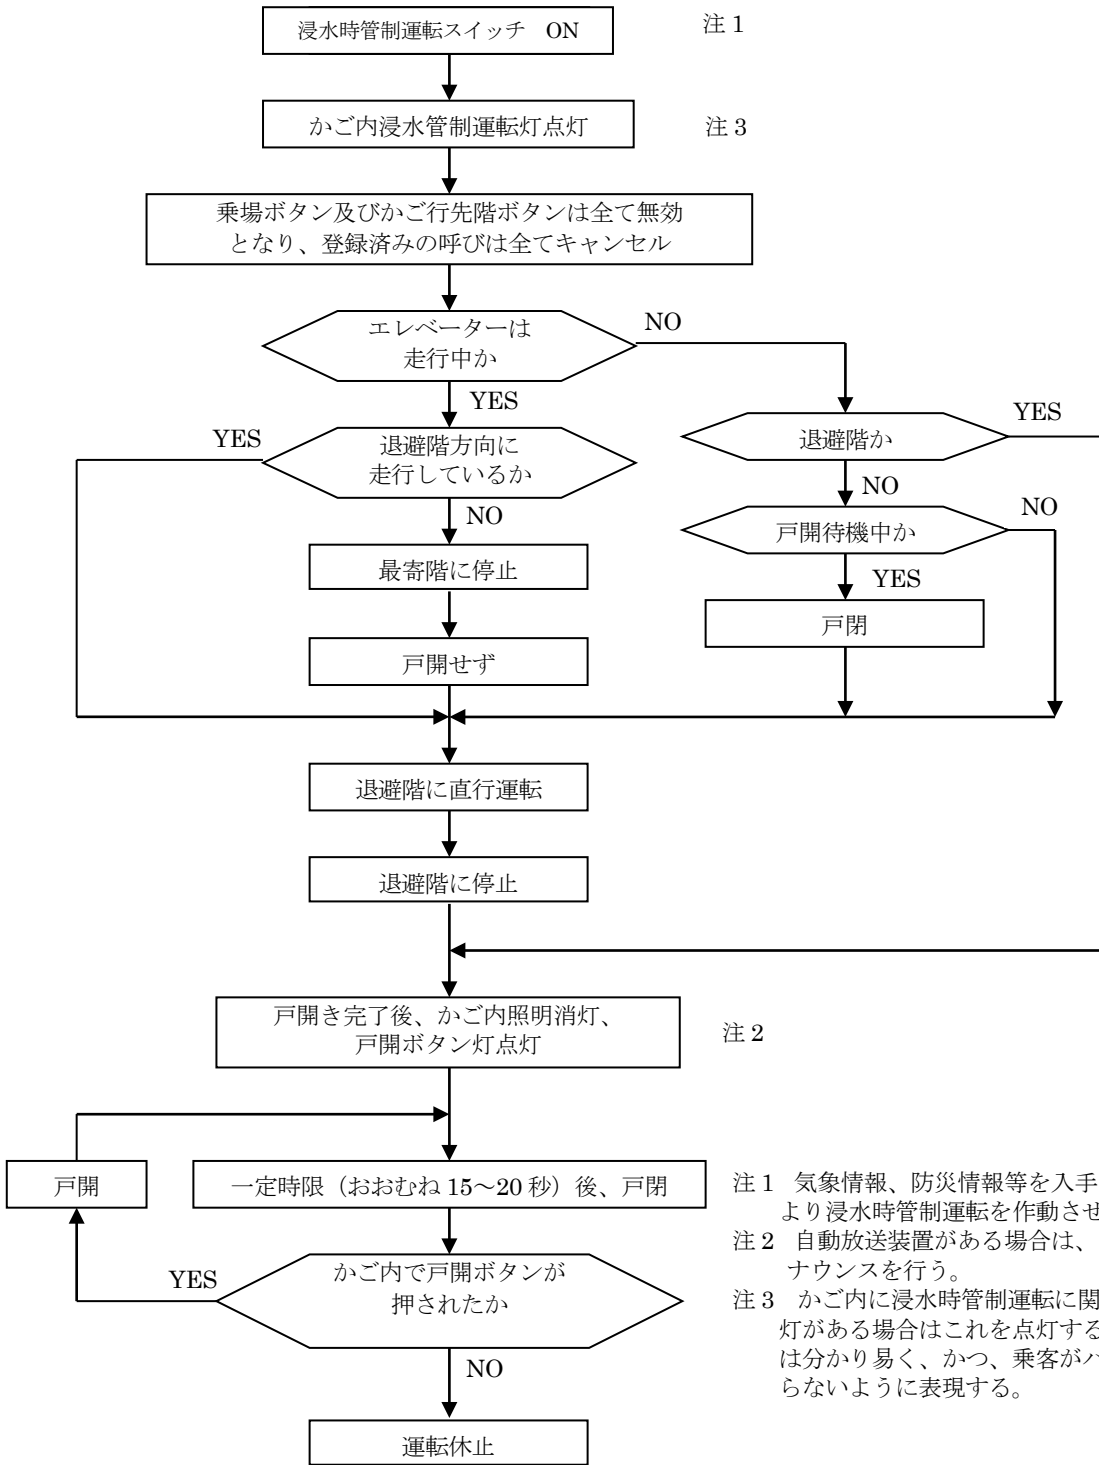 浸水時管制運転スイッチ　ON
注 1
かご内浸水管制運転灯点灯
注 3
乗場ボタン及びかご行先階ボタンは全て無効
となり、登録済みの呼びは全てキャンセル
エレベーターは
走行中か
NO
YES
退避階か
YES
YES
退避階方向に
走行しているか
NO
NO
戸開待機中か
NO
最寄階に停止
YES
戸閉
戸開せず
退避階に直行運転
退避階に停止
戸開き完了後、かご内照明消灯、
戸開ボタン灯点灯
注 2
戸開
一定時限（おおむね 15～20 秒）後、戸閉
かご内で戸開ボタンが
押されたか
YES
NO
運転休止
注 1　気象情報、防災情報等を入手
より浸水時管制運転を作動させ
注 2　自動放送装置がある場合は、
ナウンスを行う。
注 3　かご内に浸水時管制運転に関
灯がある場合はこれを点灯する
は分かり易く、かつ、乗客がパ
らないように表現する。